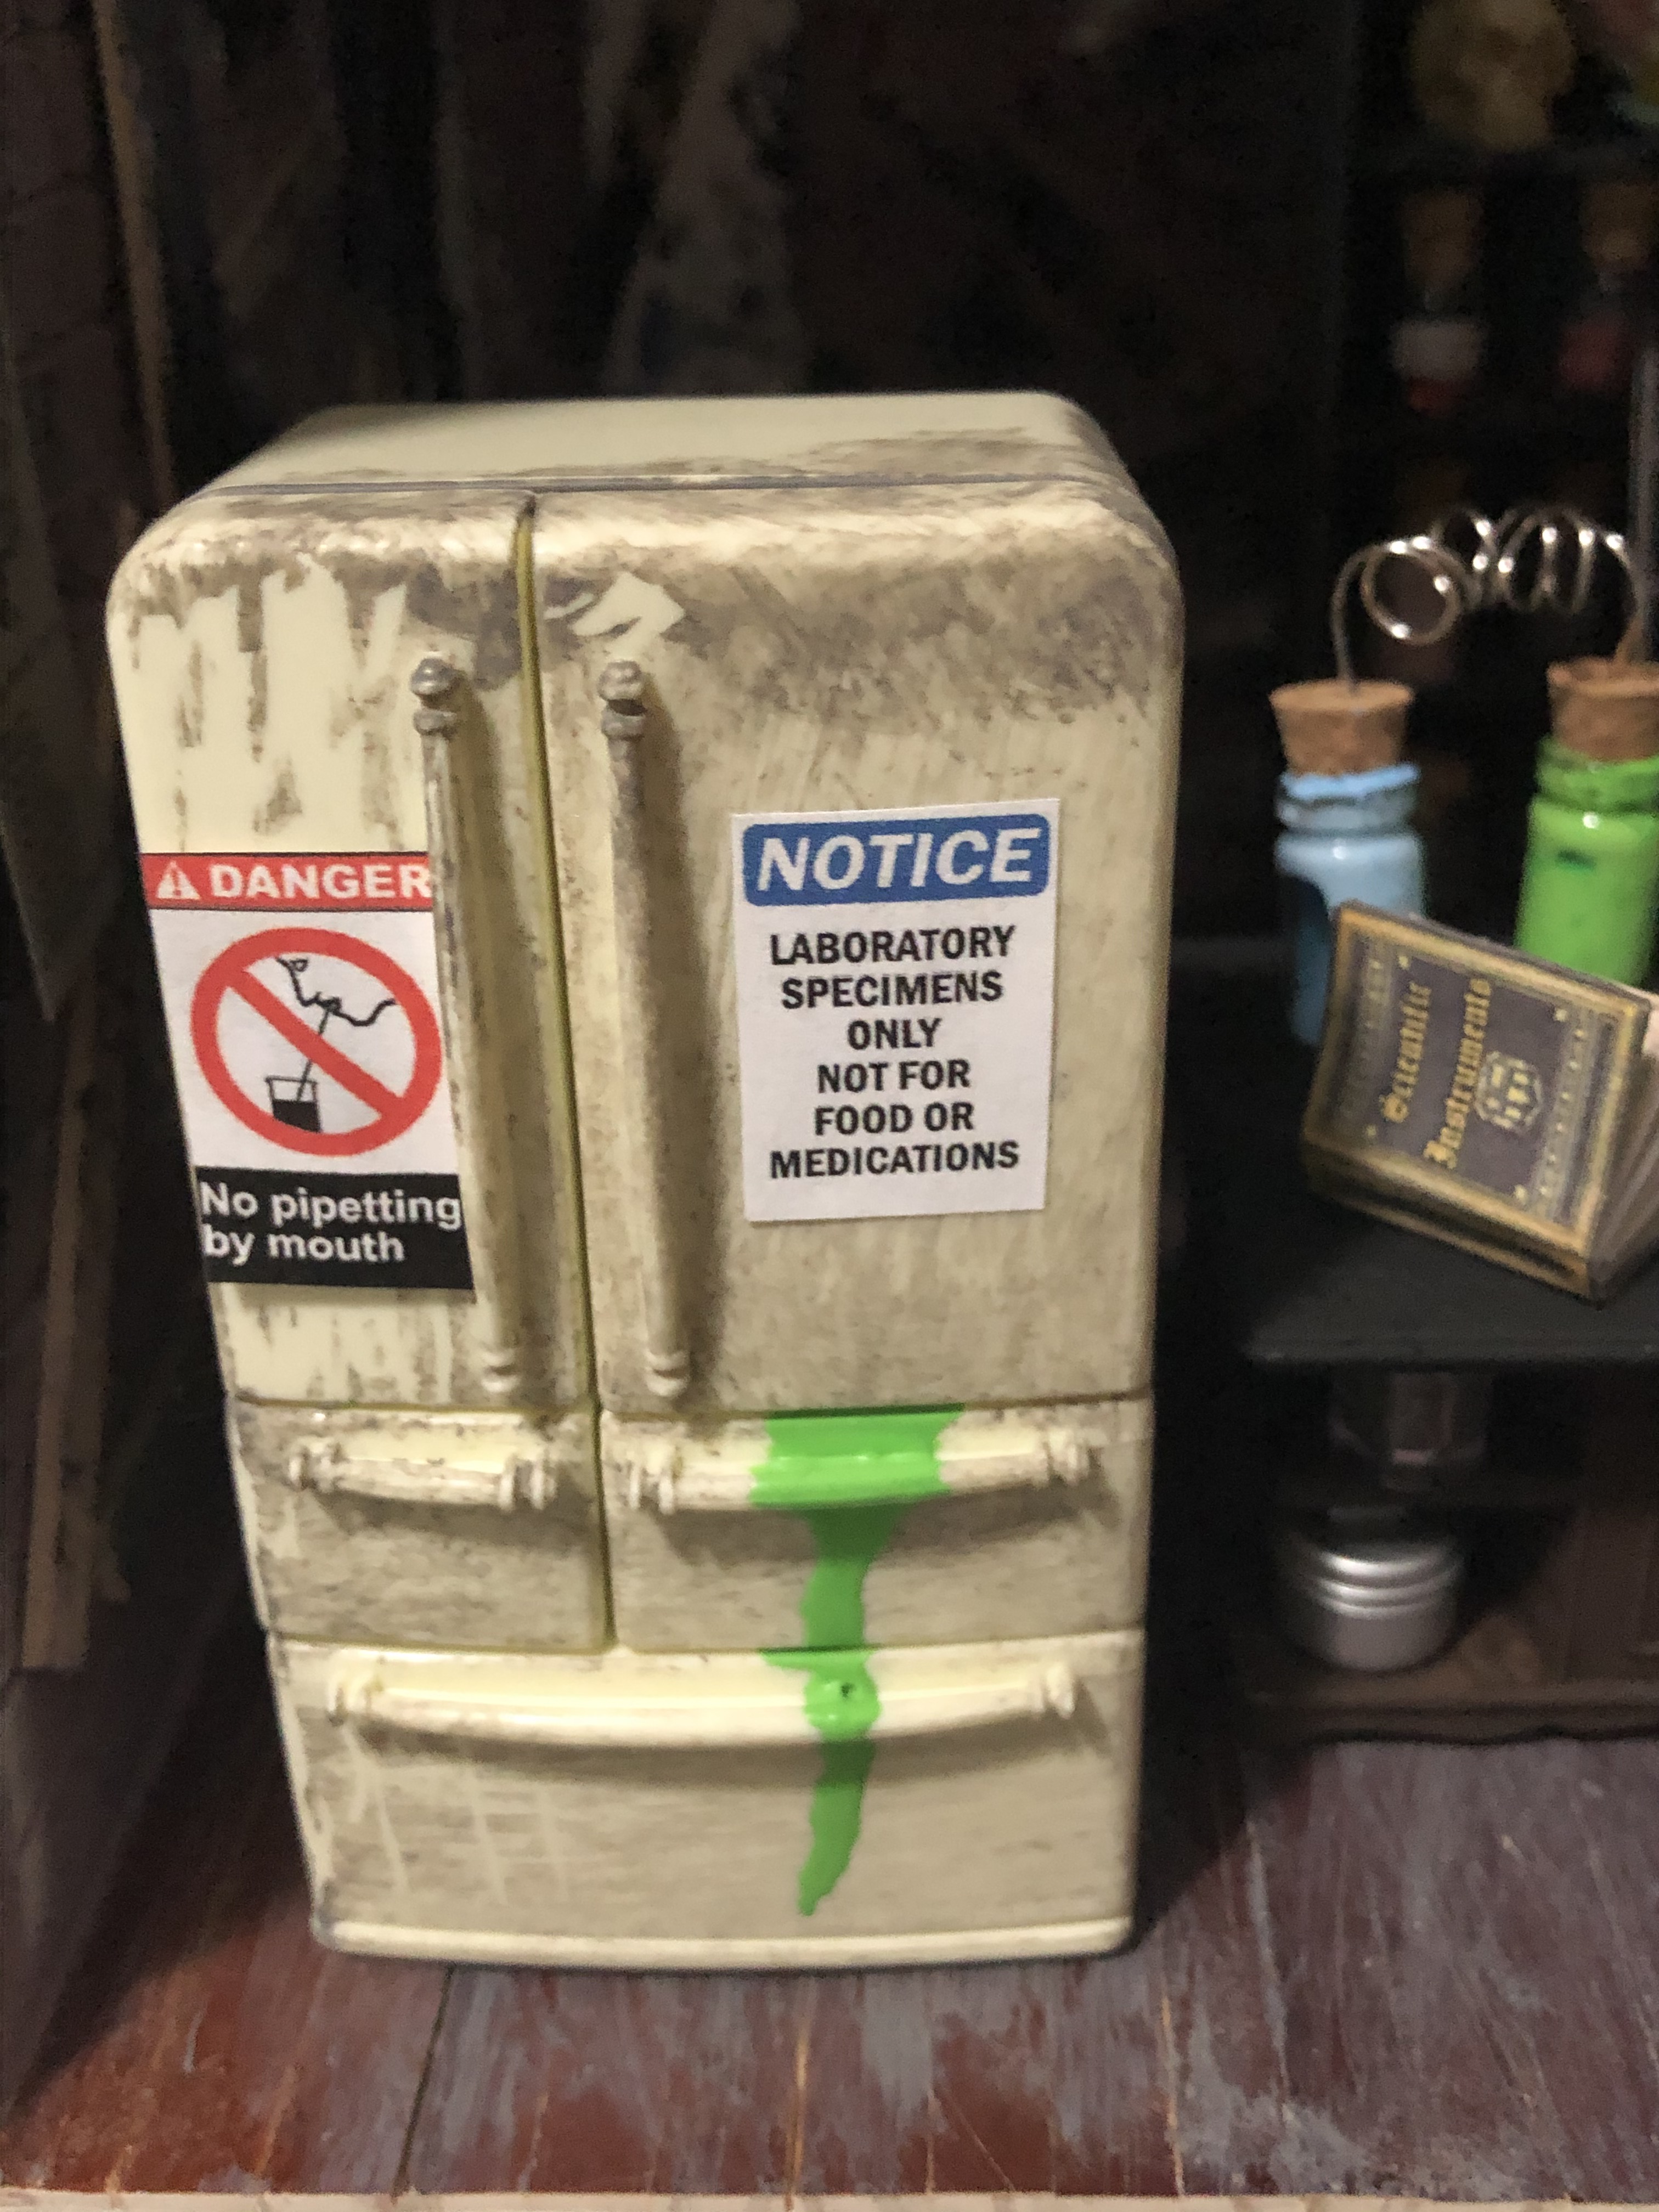 DANGER
No pipetting
by mouth
NOTICE
LABORATORY
SPECIMENS
ONLY
NOT FOR
FOOD OR
MEDICATIONS
Scientific
Instruments